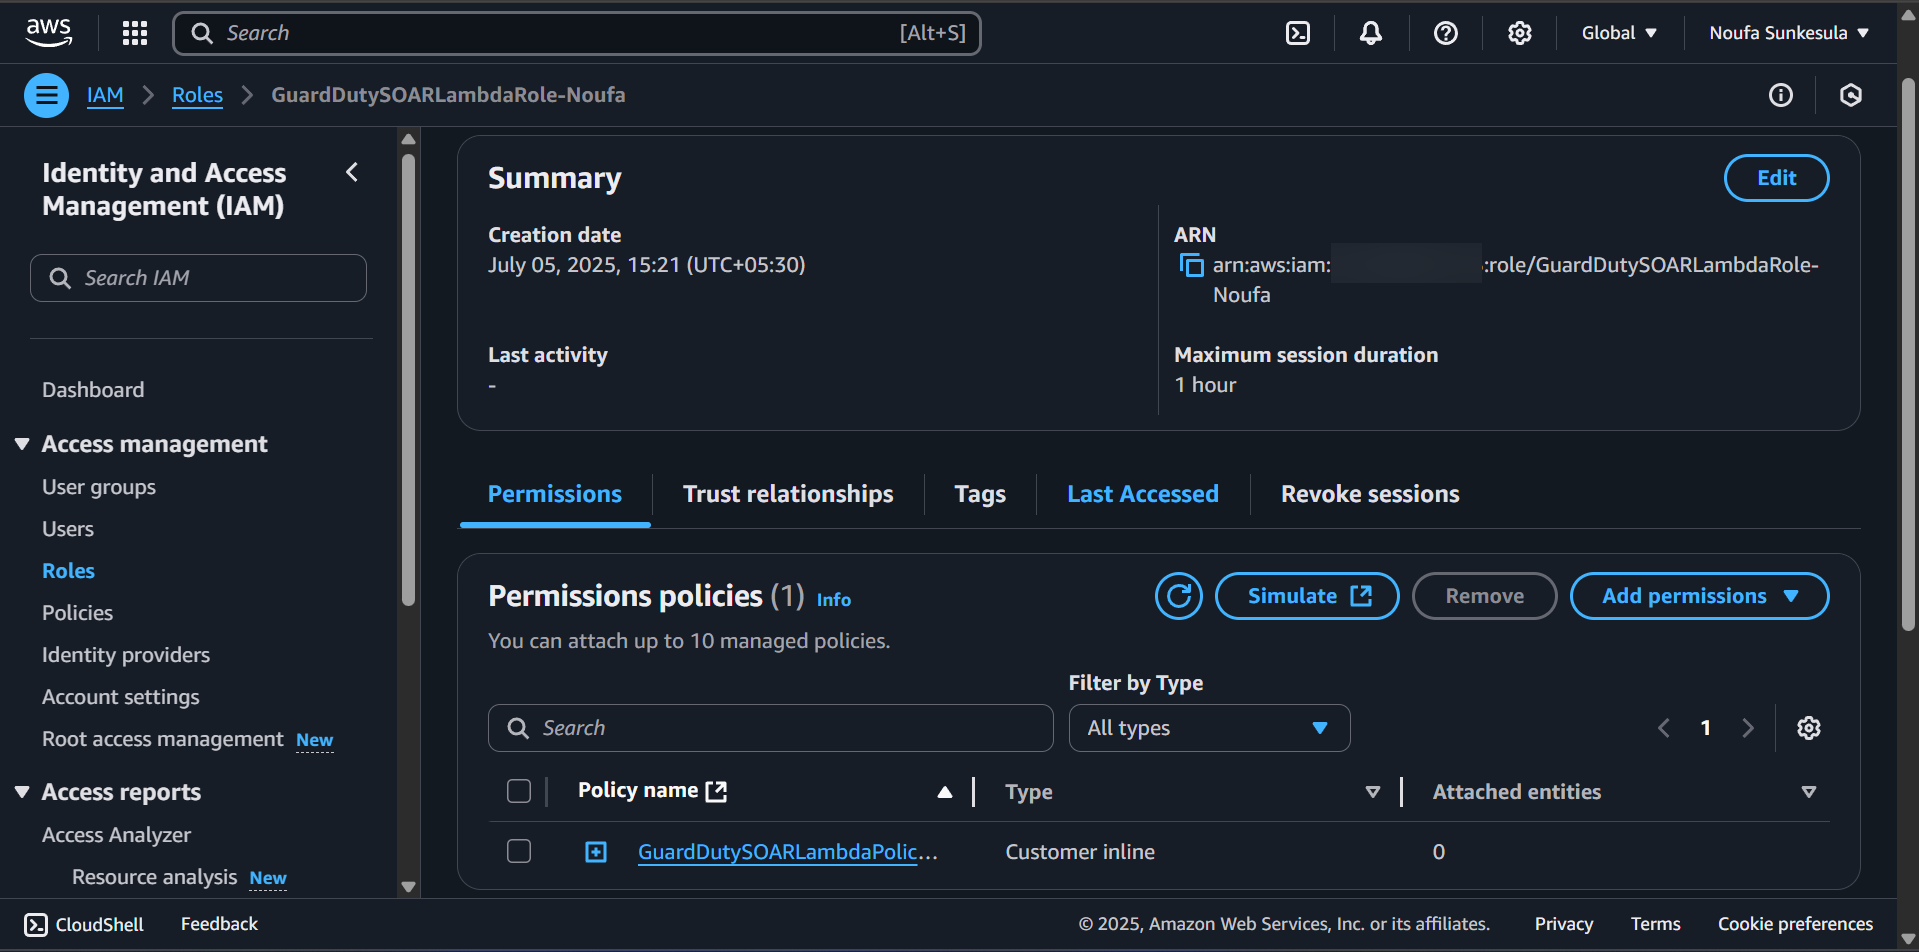 aws
Search [Alt+S]
Global
Noufa Sunkesula
IAM
Roles
GuardDutySOARLambdaRole-Noufa
Identity and Access
Management (IAM)
Search IAM
Dashboard
Access management
User groups
Users
Roles
Policies
Identity providers
Account settings
Root access management New
Access reports
Access Analyzer
Resource analysis New
Summary
Edit
Creation date
July 05, 2025, 15:21 (UTC+05:30)
ARN
arn:aws:iam: :role/GuardDutySOARLambdaRole-
Noufa
Last activity
-
Maximum session duration
1 hour
Permissions
Trust relationships
Tags
Last Accessed
Revoke sessions
Permissions policies (1) Info
Simulate
Remove
Add permissions
You can attach up to 10 managed policies.
Filter by Type
Search
All types
1
Policy name
Type
Attached entities
GuardDutySOARLambdaPolic...
Customer inline
0
CloudShell
Feedback
© 2025, Amazon Web Services, Inc. or its affiliates.
Privacy
Terms
Cookie preferences